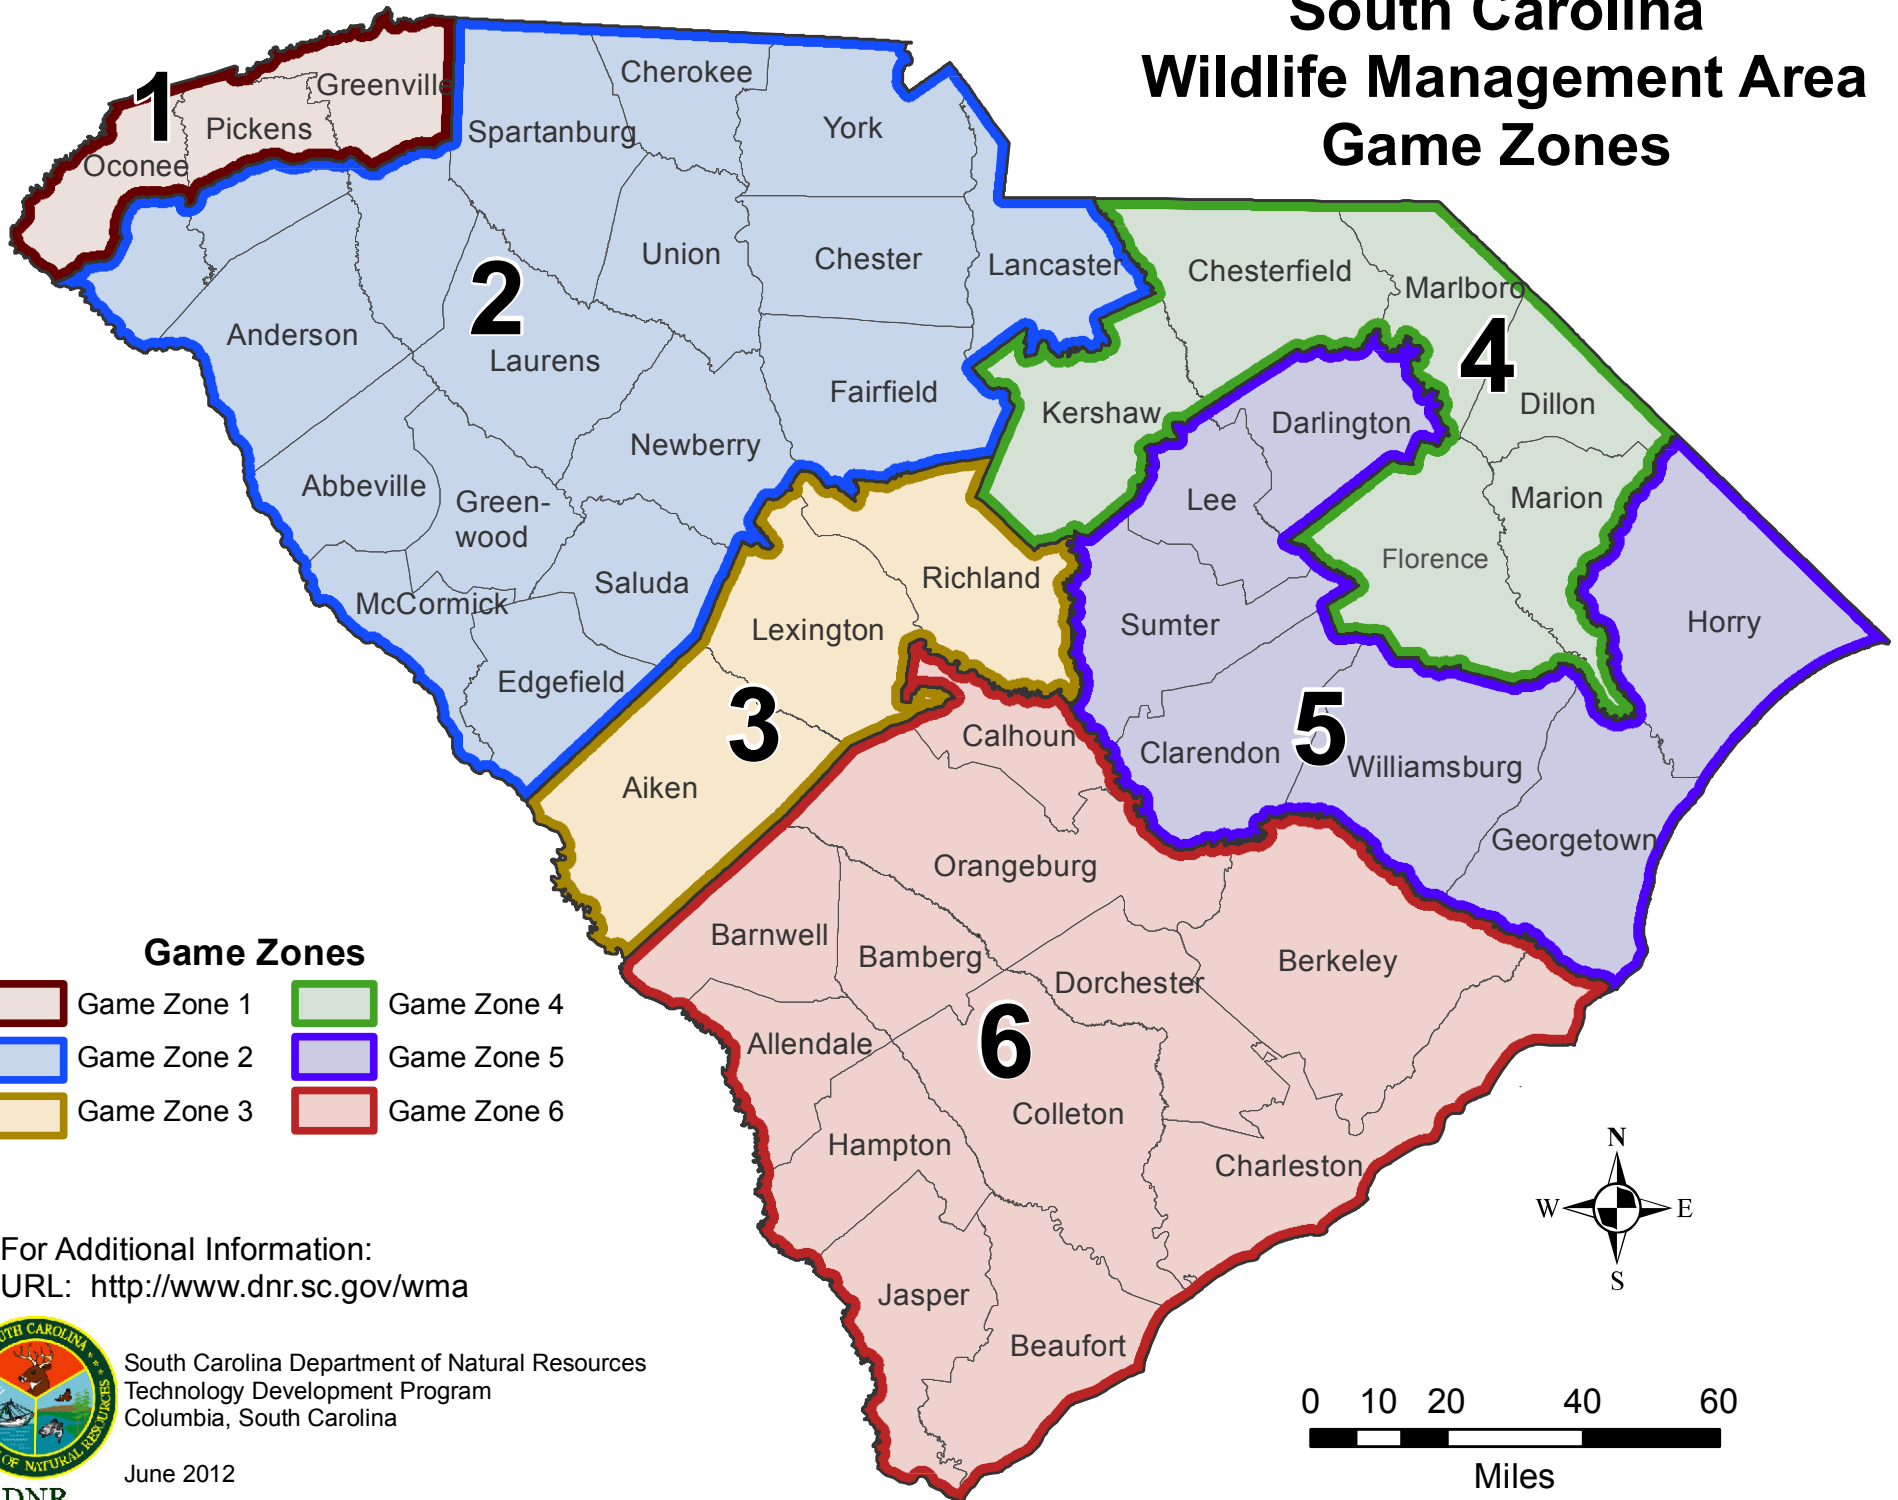 South Carolina
Wildlife Management Area
Game Zones
1
Greenville
Pickens
Oconee
Cherokee
Spartanburg
York
Union
Chester
Lancaster
2
Anderson
Laurens
Fairfield
Newberry
Abbeville
Green-
wood
Saluda
McCormick
Edgefield
Chesterfield
Marlboro
4
Dillon
Kershaw
Darlington
Lee
Marion
Florence
Richland
Lexington
Sumter
Horry
3
Aiken
Calhoun
Clarendon
5
Williamsburg
Georgetown
Orangeburg
Barnwell
Bamberg
Dorchester
Berkeley
6
Allendale
Colleton
Hampton
Charleston
Jasper
Beaufort
Game Zones
Game Zone 1
Game Zone 4
Game Zone 2
Game Zone 5
Game Zone 3
Game Zone 6
For Additional Information:
URL: http://www.dnr.sc.gov/wma
CAROLINA
OF NATURAL RESOURCES
DNR
South Carolina Department of Natural Resources
Technology Development Program
Columbia, South Carolina
June 2012
N
W
E
S
0 10 20 40 60
Miles